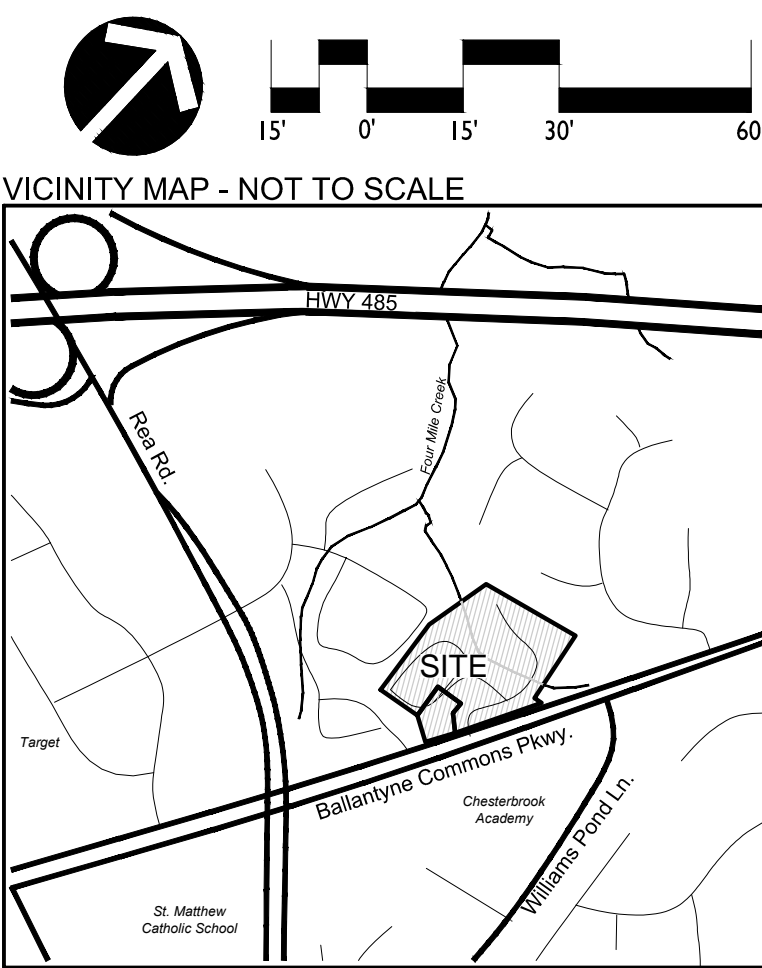 15' 0' 15' 30' 60
VICINITY MAP - NOT TO SCALE
HWY 485
Four Mile Creek
Rea Rd.
SITE
Target
Ballantyne Commons Pkwy.
Chesterbrook
Academy
Williams Pond Ln.
St. Matthew
Catholic School